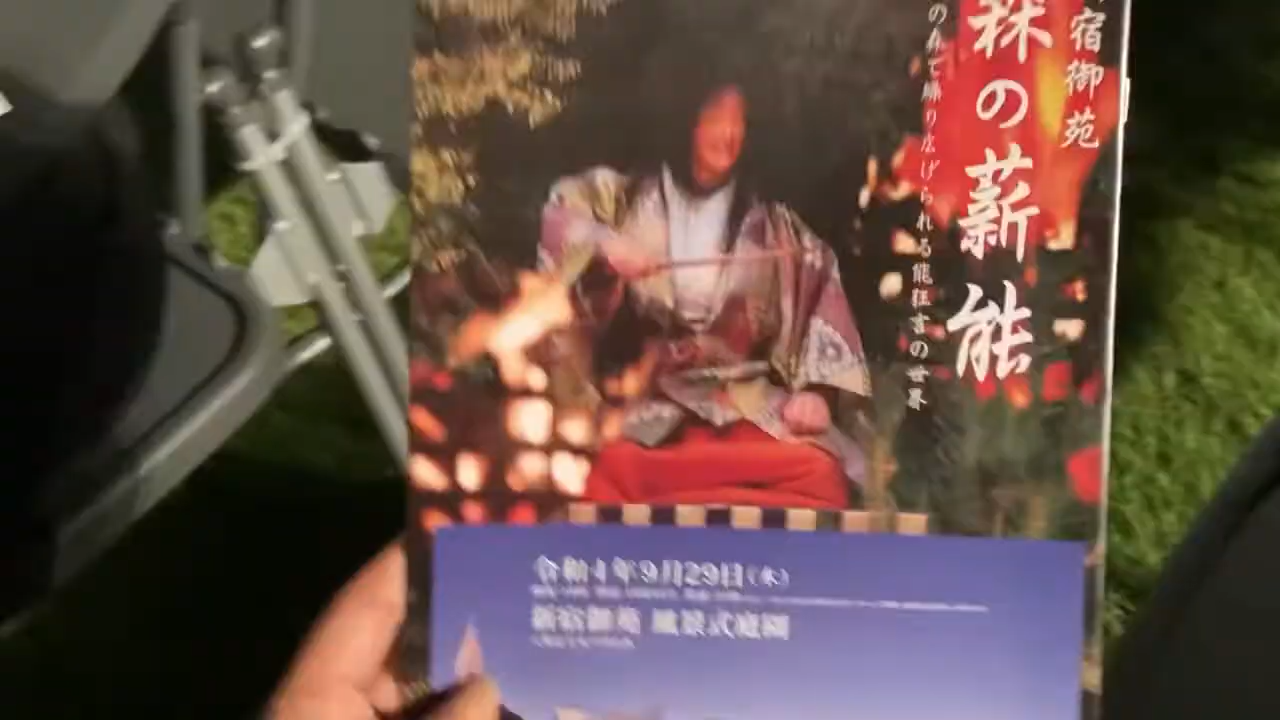 宿御苑
森の薪能
の森で繰り広げられる能狂言の世界
令和4年9月29日(木)
新宿御苑 風景式庭園